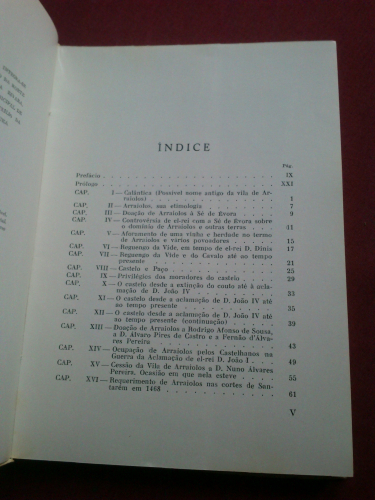 ÍNDICE
Pág.
Prefácio IX
Prólogo XXI
CAP. I — Calântica (Possível nome antigo da vila de Ar-
raiolos) 1
CAP. II — Arraiolos, sua etimologia 7
CAP. III — Doação de Arraiolos à Sé de Évora 9
CAP. IV — Controvérsia de el-rei com a Sé de Évora sobre
o domínio de Arraiolos e outras terras 11
CAP. V — Aforamento de uma vinha e herdade no termo
de Arraiolos e vários povoadores 15
CAP. VI — Reguengo da Vide, em tempo de el-rei D. Dinis 17
CAP. VII — Reguengo da Vide e do Cavalo até ao tempo
presente 21
CAP. VIII — Castelo e Paço 25
CAP. IX — Privilégios dos moradores do castelo 29
CAP. X — O castelo desde a extinção do couto até à acla-
mação de D. João IV 33
CAP. XI — O castelo desde a aclamação de D. João IV até
ao tempo presente 35
CAP. XII — O castelo desde a aclamação de D. João IV até
ao tempo presente (continuação) 39
CAP. XIII — Doação de Arraiolos a Rodrigo Afonso de Sousa,
a D. Álvaro Pires de Castro e a Fernão d'Álva-
res Pereira 43
CAP. XIV — Ocupação de Arraiolos pelos Castelhanos na
Guerra da Aclamação de el-rei D. João I 49
CAP. XV — Cessão da Vila de Arraiolos a D. Nuno Álvares
Pereira. Ocasião em que nela esteve 55
CAP. XVI — Requerimento de Arraiolos nas cortes de San-
tarém em 1468 61
V